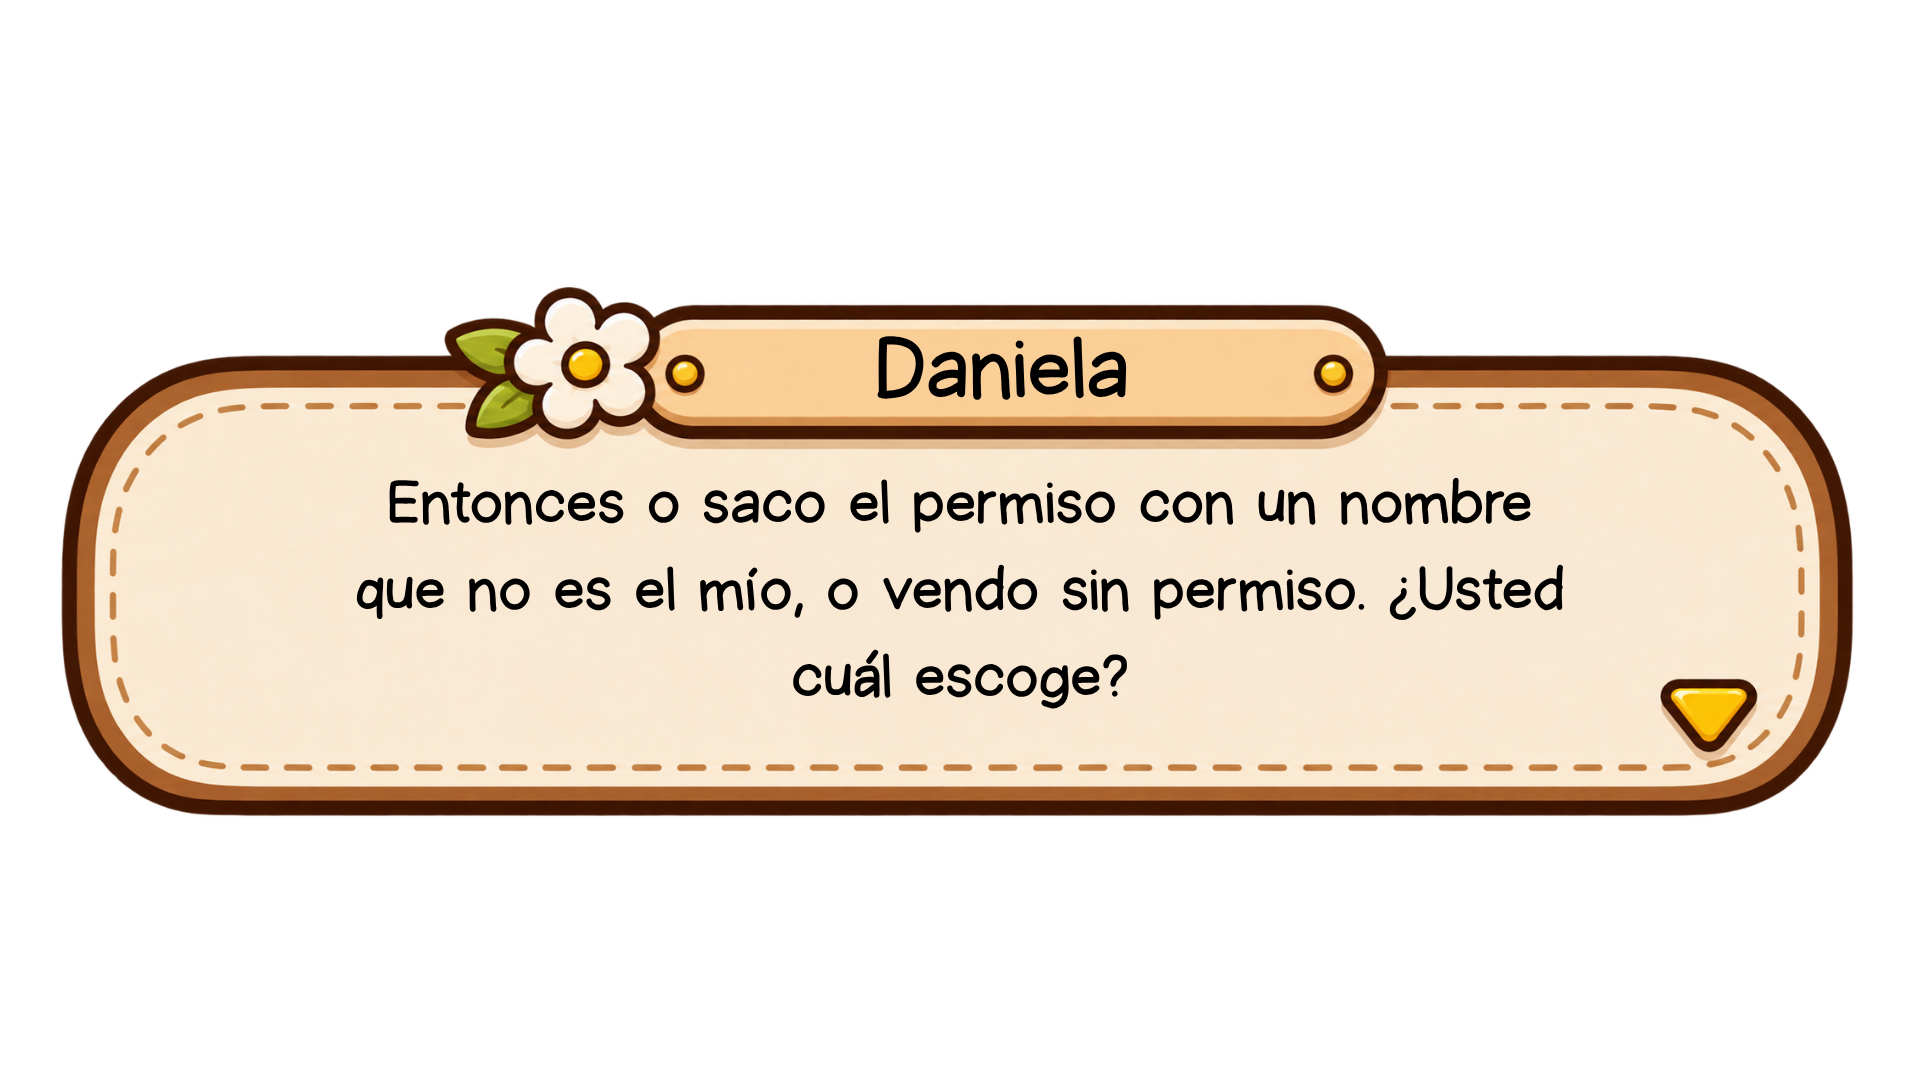 Daniela
Entonces o saco el permiso con un nombre
que no es el mío, o vendo sin permiso. ¿Usted
cuál escoge?